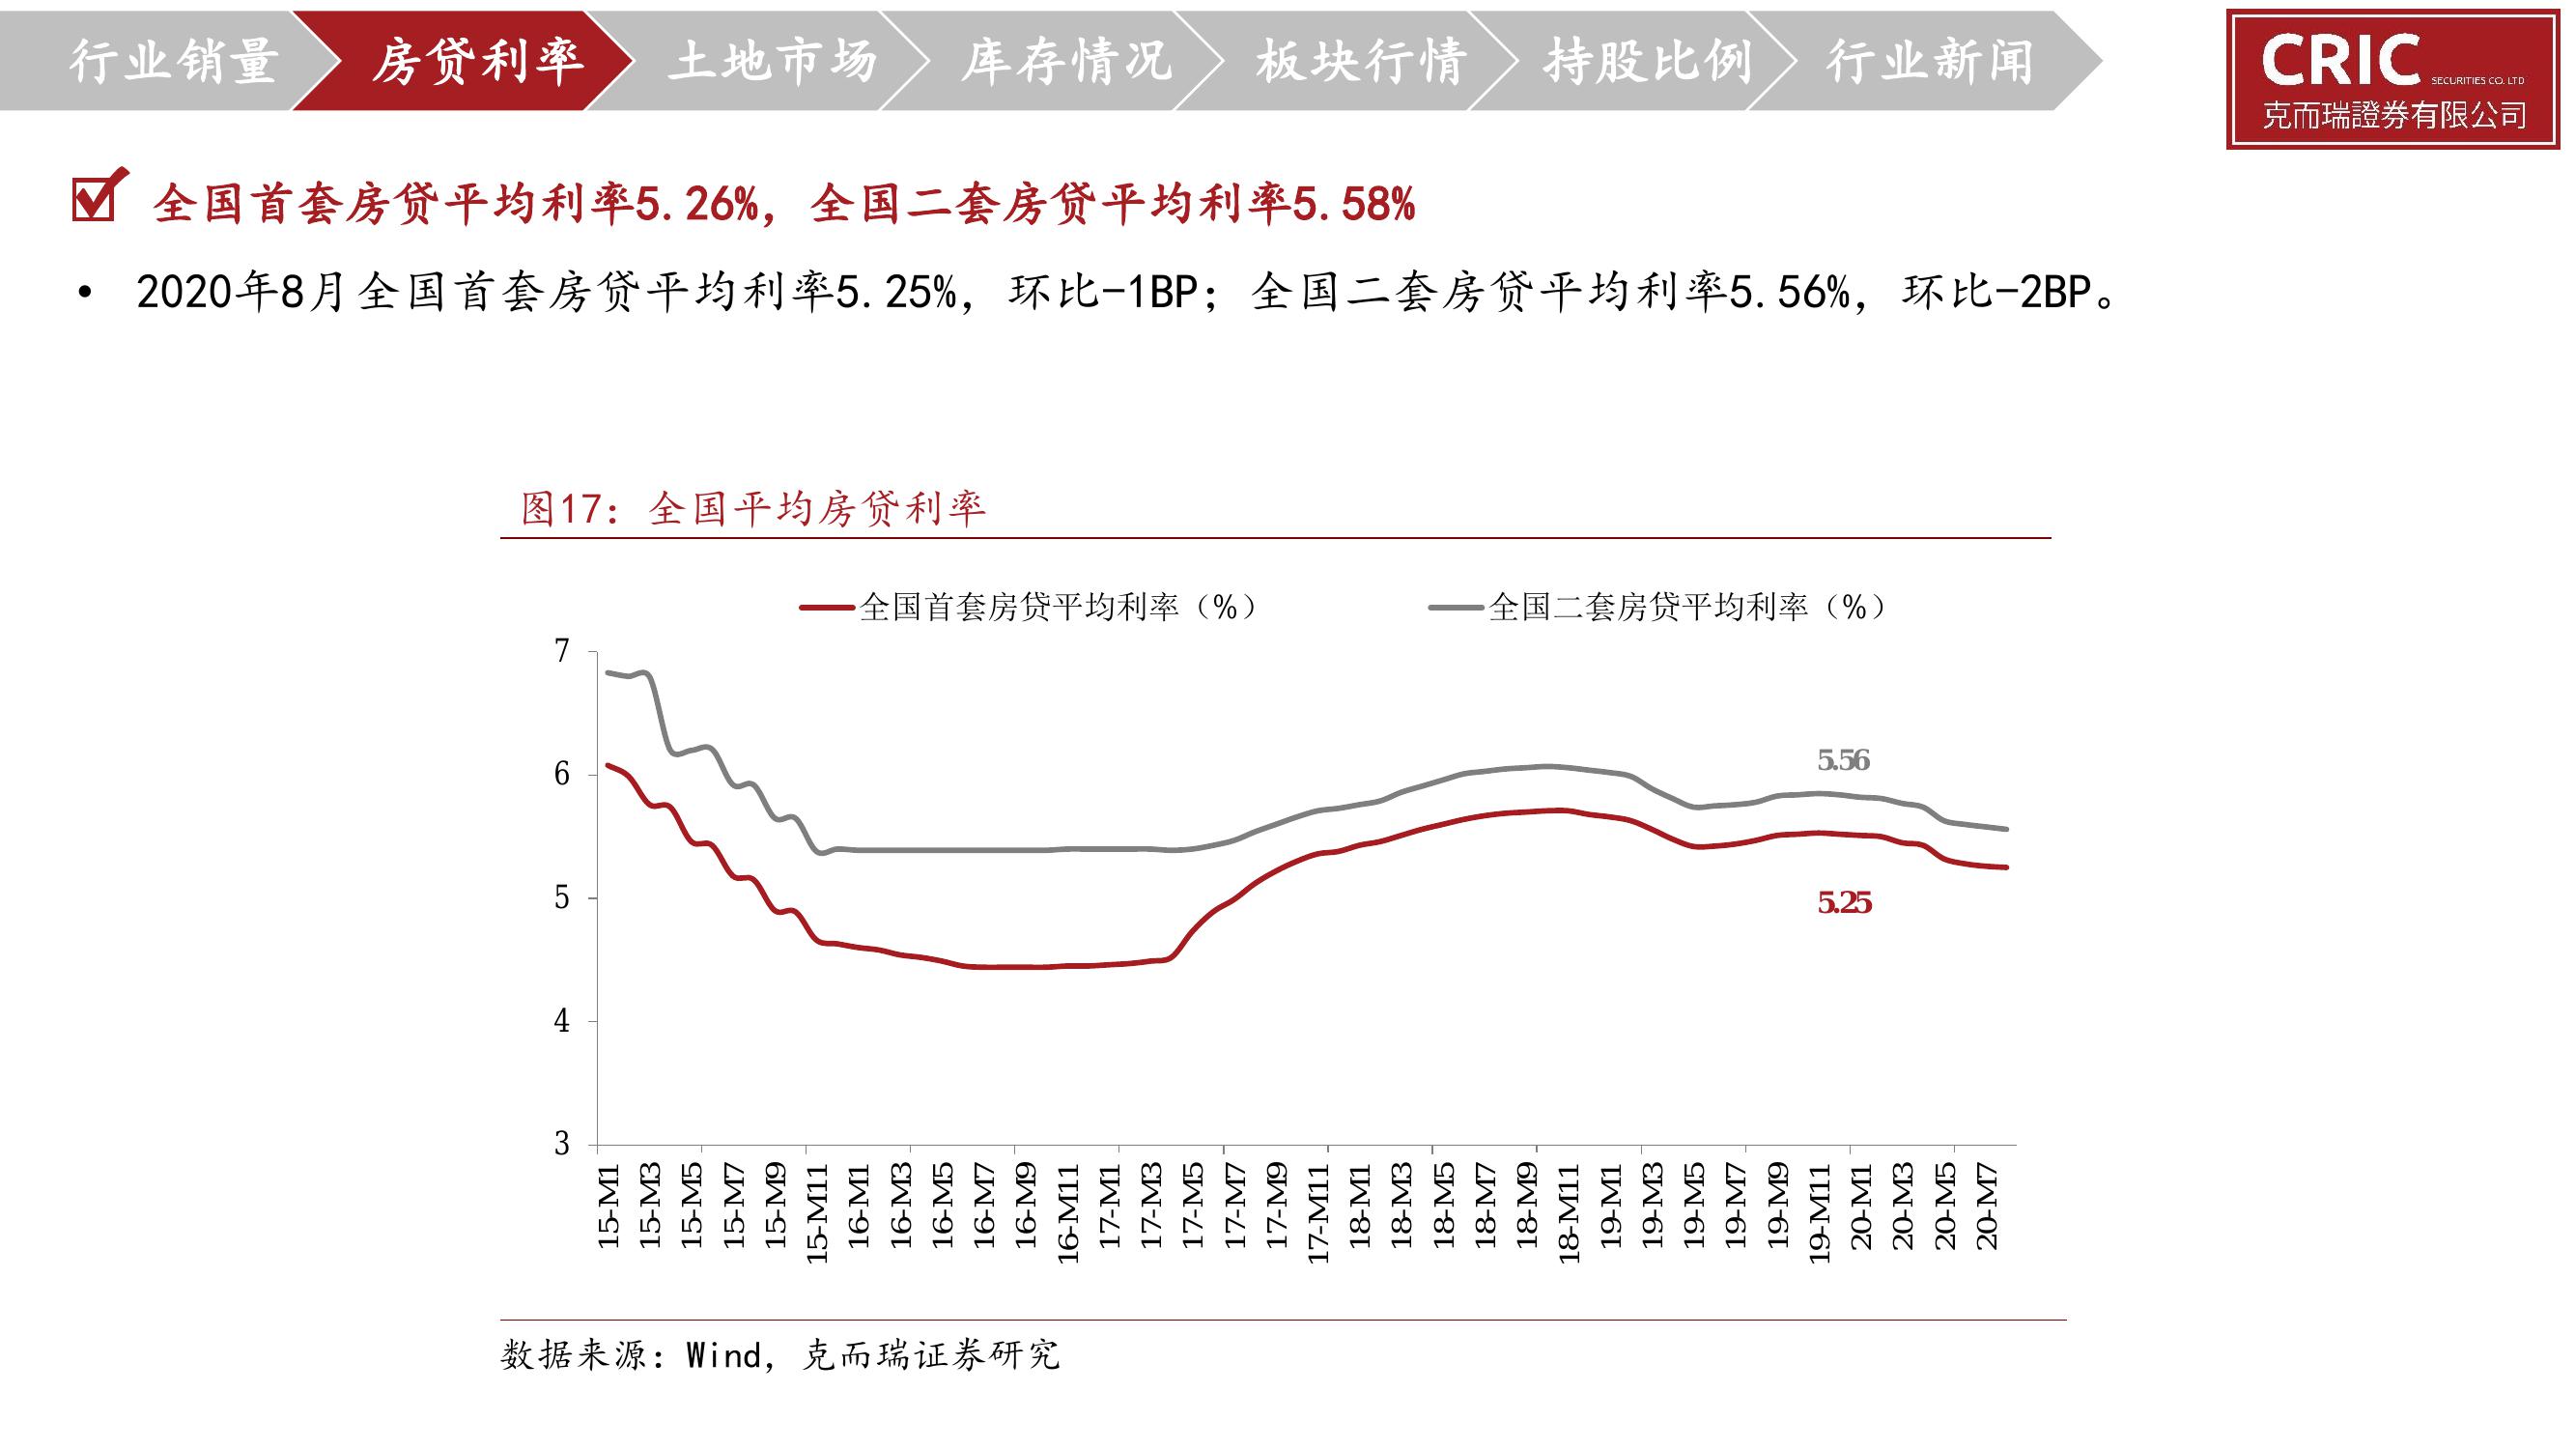 行业销量 房贷利率 土地市场 库存情况 板块行情 持股比例 行业新闻
CRIC SECURITIES CO. LTD
克而瑞證券有限公司
全国首套房贷平均利率5.26%，全国二套房贷平均利率5.58%
• 2020年8月全国首套房贷平均利率5.25%，环比-1BP；全国二套房贷平均利率5.56%，环比-2BP。
图17：全国平均房贷利率
全国首套房贷平均利率（%） 全国二套房贷平均利率（%）
7
6
5
4
3
5.56
5.25
15-M1 15-M3 15-M5 15-M7 15-M9 15-M11 16-M1 16-M3 16-M5 16-M7 16-M9 16-M11 17-M1 17-M3 17-M5 17-M7 17-M9 17-M11 18-M1 18-M3 18-M5 18-M7 18-M9 18-M11 19-M1 19-M3 19-M5 19-M7 19-M9 19-M11 20-M1 20-M3 20-M5 20-M7
数据来源：Wind，克而瑞证券研究